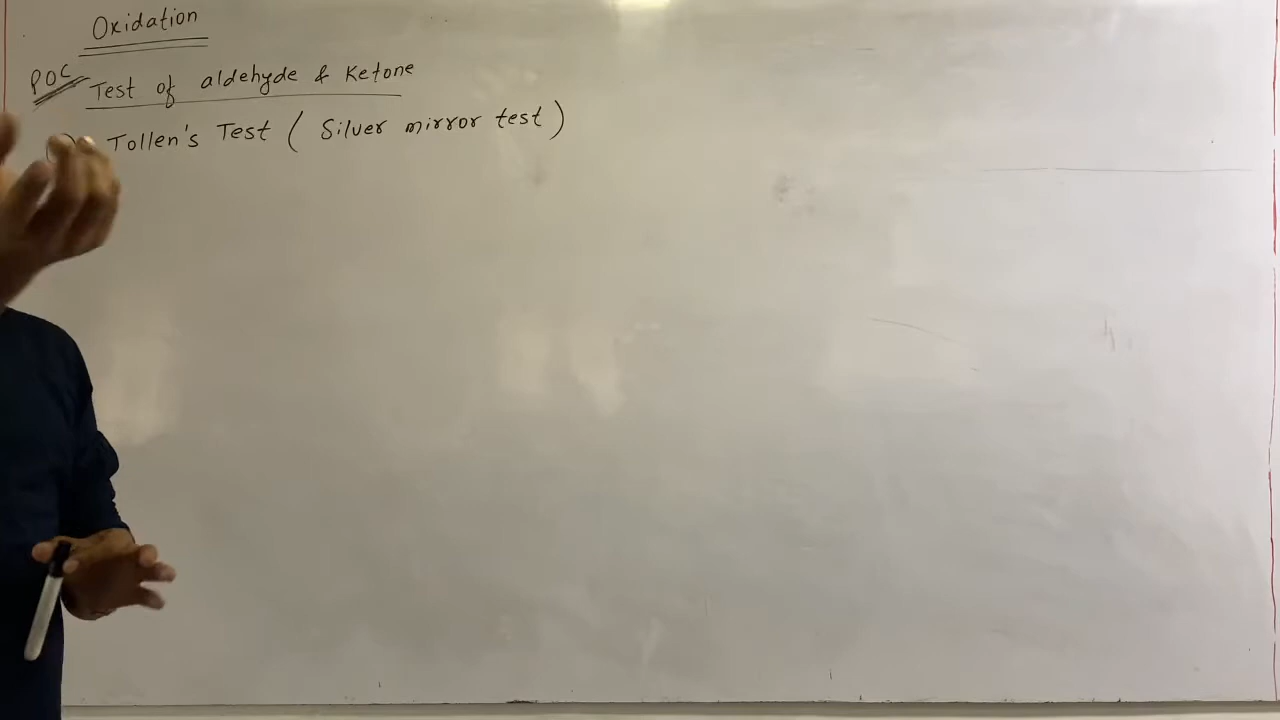 Oxidation
POC Test of aldehyde & Ketone
Tollen's Test ( Silver mirror test )